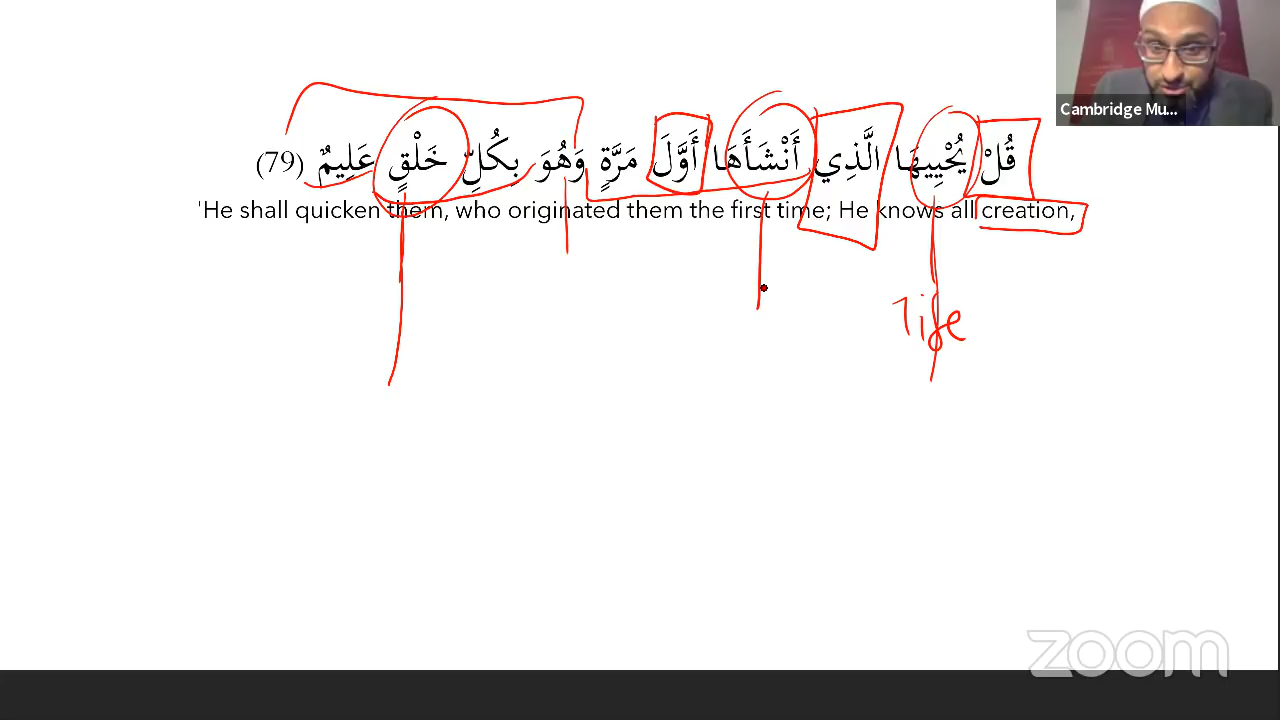 Cambridge Mu...
قُلْ يُحْيِيهَا الَّذِي أَنْشَأَهَا أَوَّلَ مَرَّةٍ وَهُوَ بِكُلِّ خَلْقٍ عَلِيمٌ (79)
'He shall quicken them, who originated them the first time; He knows all creation,
life
zoom